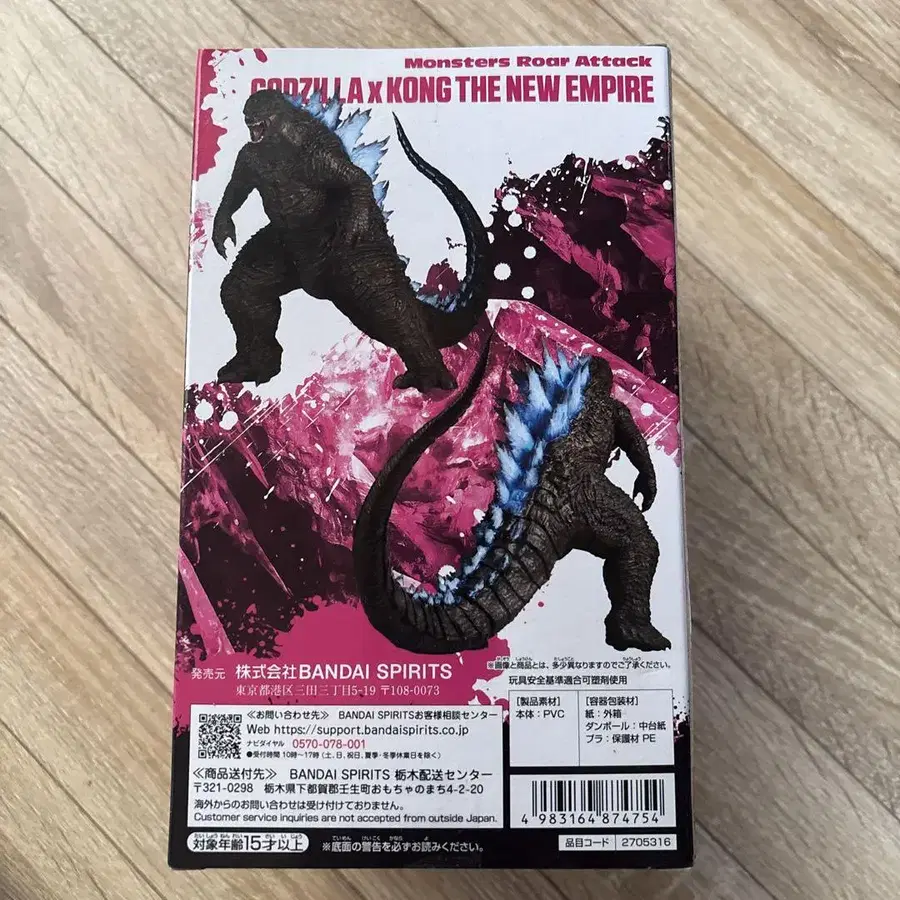 Monsters Roar Attack
GODZILLA x KONG THE NEW EMPIRE
発売元 株式会社BANDAI SPIRITS
東京都港区三田三丁目5-19 〒108-0073
≪お問い合わせ先≫ BANDAI SPIRITSお客様相談センター
Web https://support.bandaispirits.co.jp
ナビダイヤル 0570-078-001
●受付時間 10時〜17時(土、日、祝日、夏季・冬季休業日を除く)
≪商品送付先≫ BANDAI SPIRITS 栃木配送センター
〒321-0298 栃木県下都賀郡壬生町おもちゃのまち4-2-20
海外からのお問い合わせは受け付けておりません。
Customer service inquiries are not accepted from outside Japan.
対象年齢15才以上
※画像と商品とは、多少異なりますのでご了承ください。
玩具安全基準適合可塑剤使用
[製品素材]
本体:PVC
[容器包装材]
紙:外箱
ダンボール:中台紙
プラ:保護材 PE
4 983164 874754
※底面の警告を必ずお読みください。
品目コード 2705316